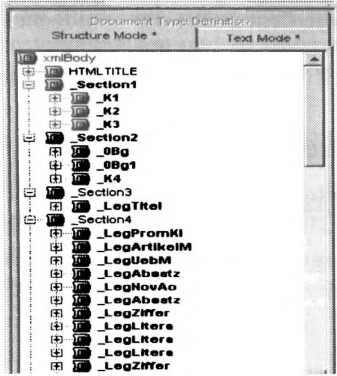 Document Type Definition
Structure Mode *
Text Mode *
xmlBody
HTMLTITLE
_Section1
_K1
_K2
_K3
_Section2
_0Bg
_0Bg1
_K4
_Section3
_LegTitel
_Section4
_LegPromKl
_LegArtikelM
_LegUebM
_LegAbsatz
_LegNovAo
_LegAbsatz
_LegZiffer
_LegLitera
_LegLitera
_LegLitera
_LegZiffer